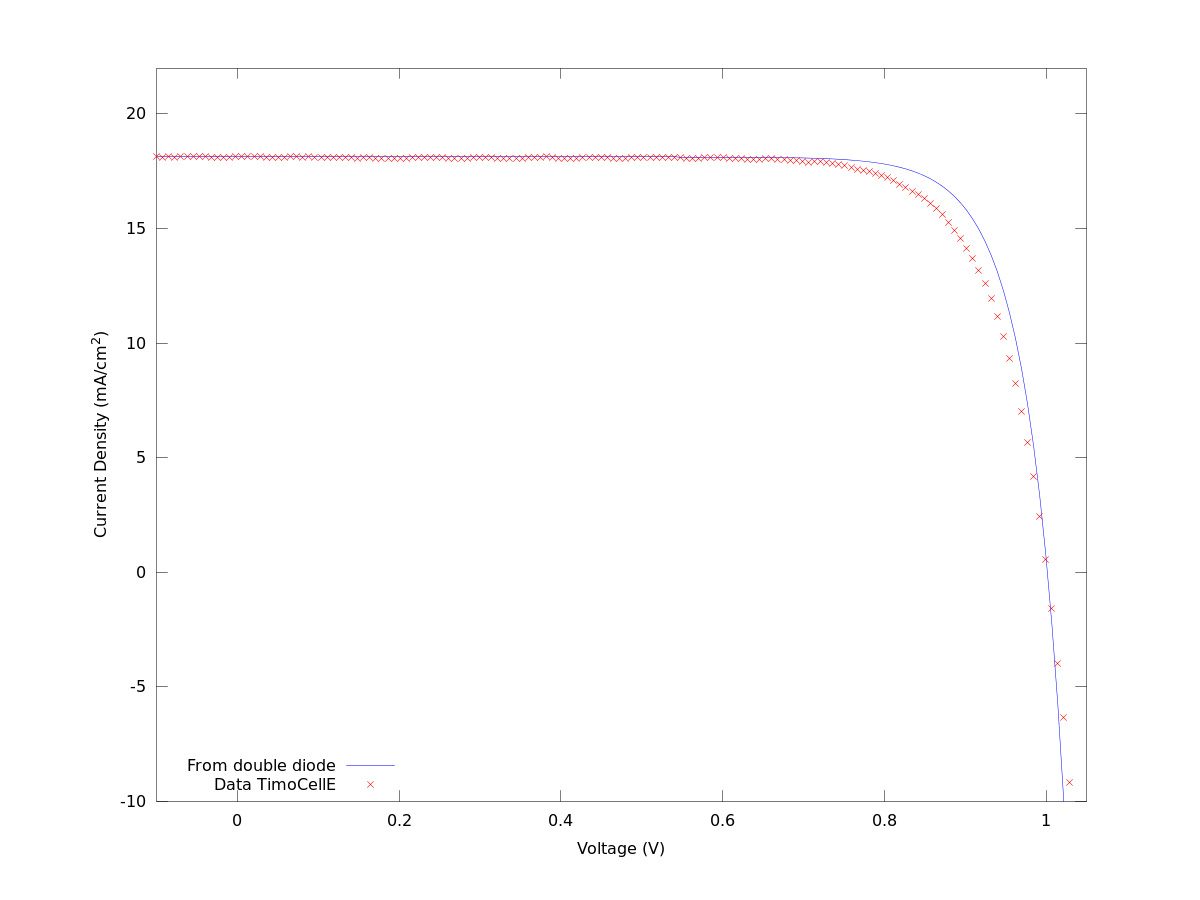 20
15
10
5
0
-5
-10
0 0.2 0.4 0.6 0.8 1
Current Density (mA/cm²)
Voltage (V)
From double diode
Data TimoCellE